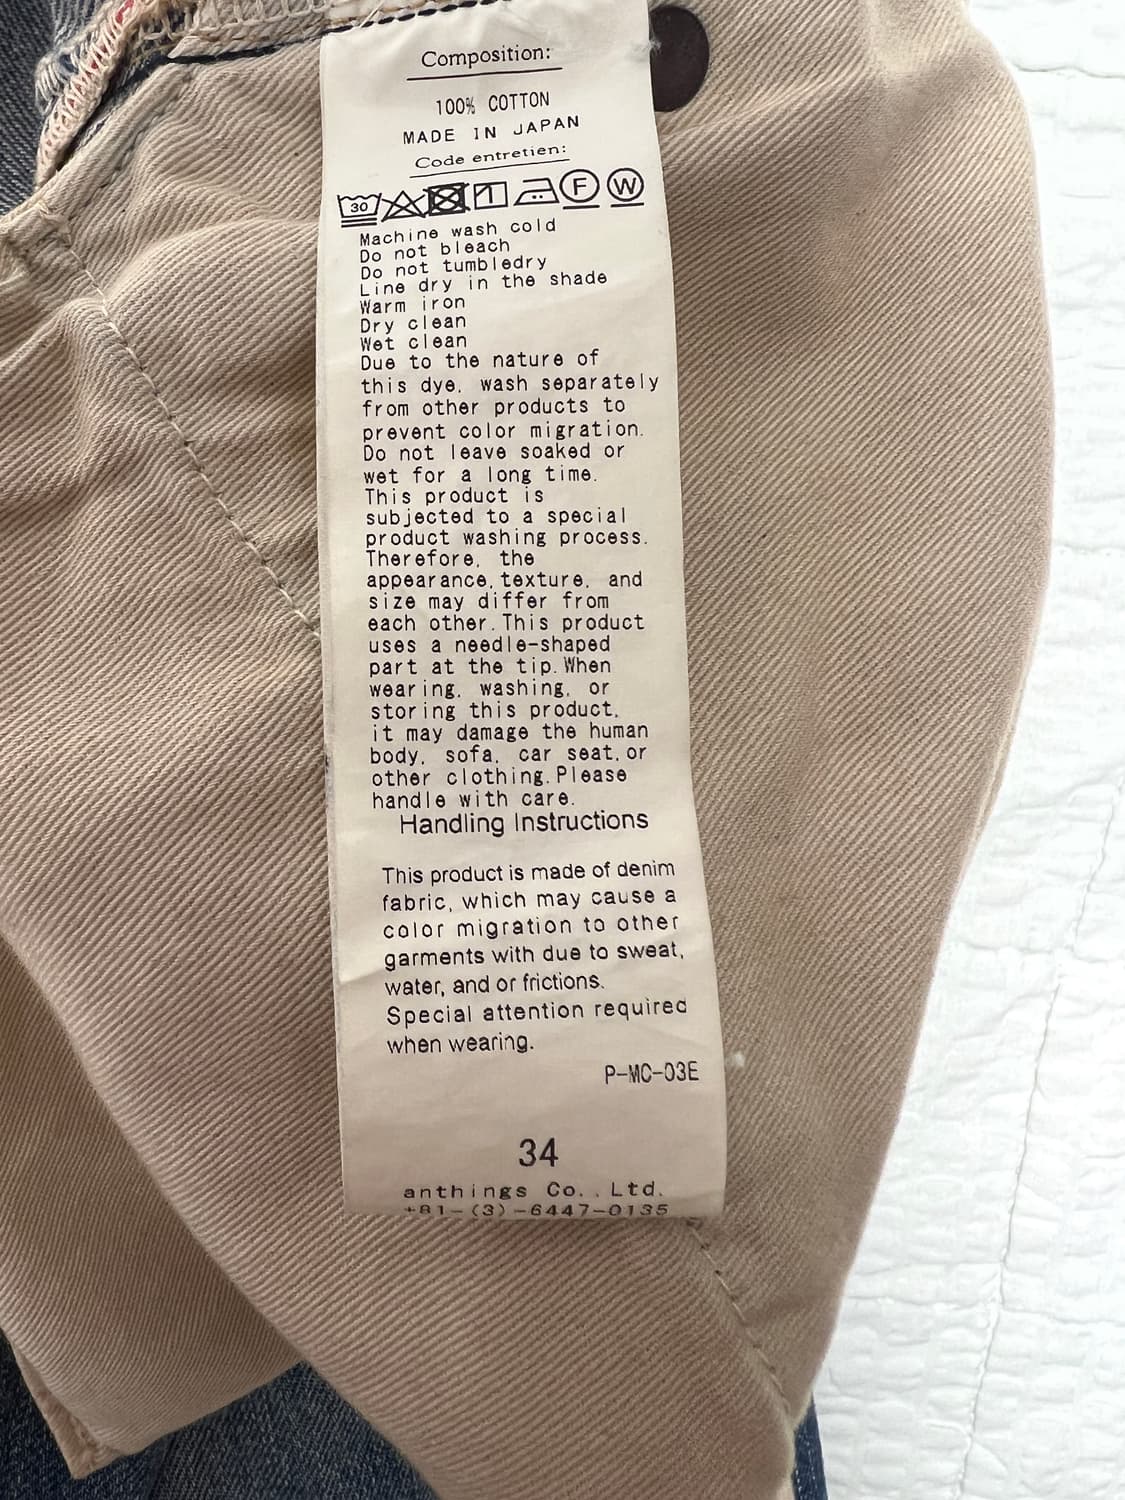 Composition:
100% COTTON
MADE IN JAPAN
Code entretien:
30 F W
Machine wash cold
Do not bleach
Do not tumbledry
Line dry in the shade
Warm iron
Dry clean
Wet clean
Due to the nature of
this dye, wash separately
from other products to
prevent color migration.
Do not leave soaked or
wet for a long time.
This product is
subjected to a special
product washing process.
Therefore, the
appearance, texture, and
size may differ from
each other. This product
uses a needle-shaped
part at the tip. When
wearing, washing, or
storing this product,
it may damage the human
body, sofa, car seat, or
other clothing. Please
handle with care.
Handling Instructions
This product is made of denim
fabric, which may cause a
color migration to other
garments with due to sweat,
water, and or frictions.
Special attention required
when wearing.
P-MC-03E
34
anthings Co., Ltd.
+81-(3)-6447-0135